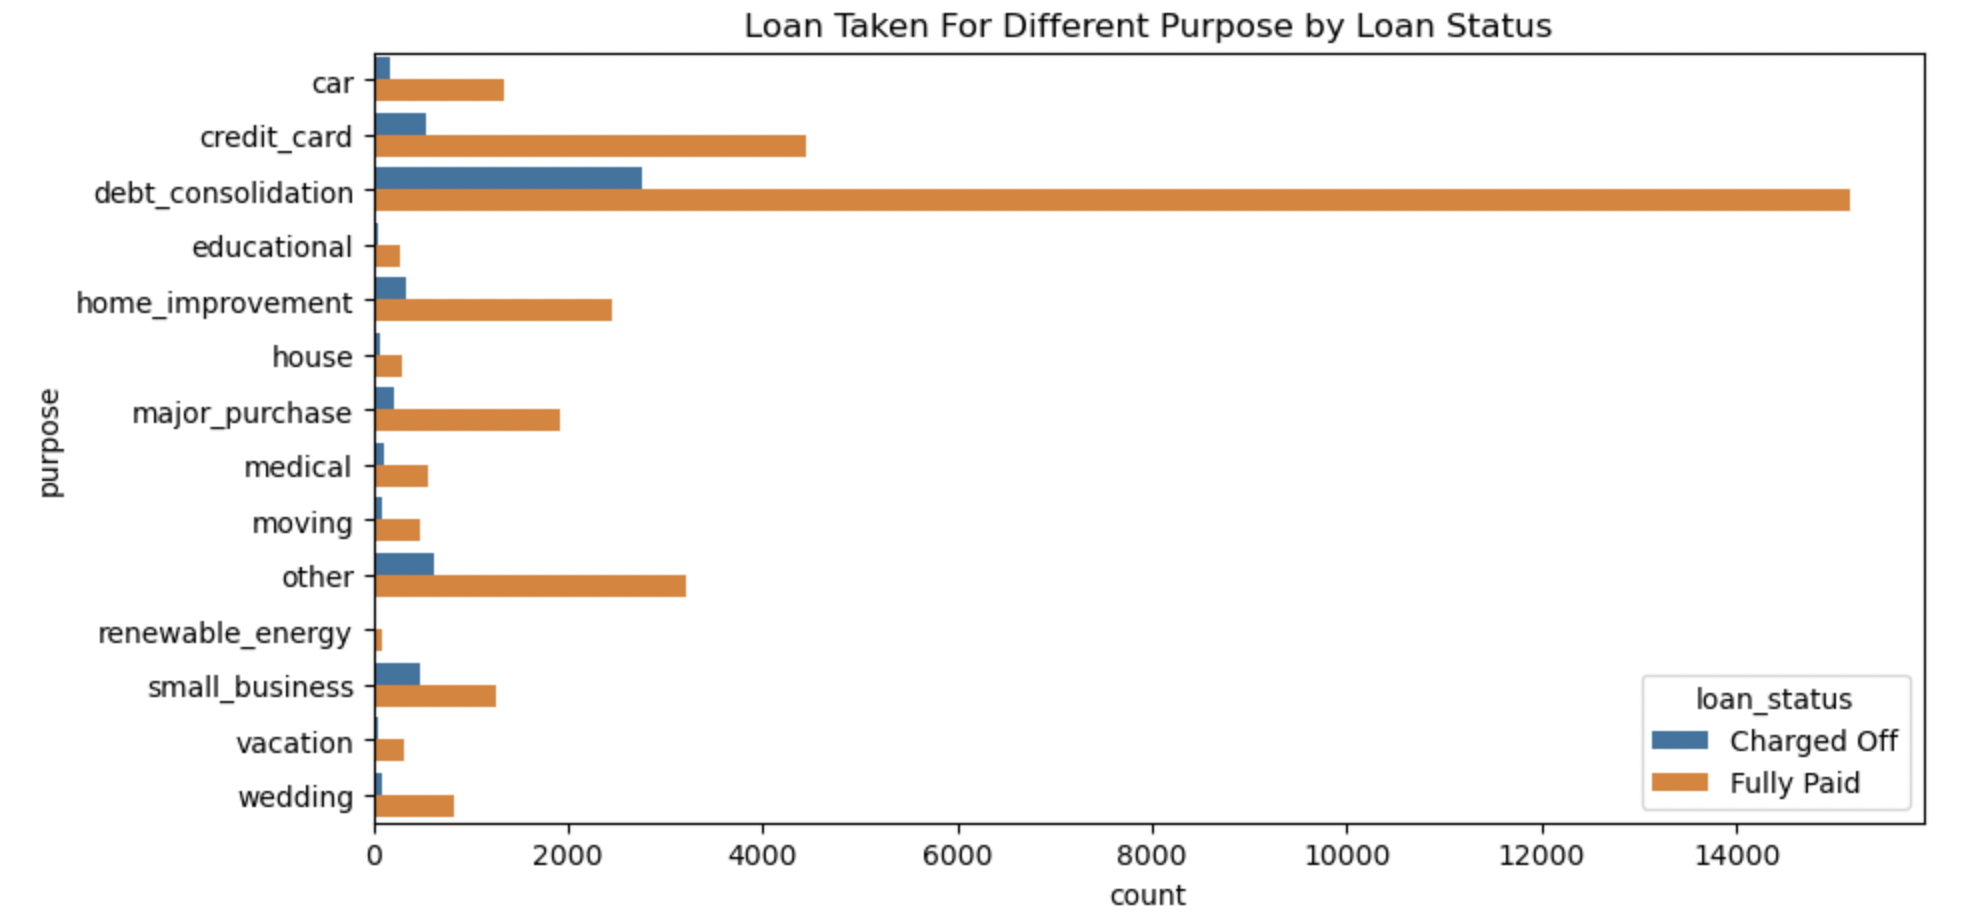 Loan Taken For Different Purpose by Loan Status
purpose
car
credit_card
debt_consolidation
educational
home_improvement
house
major_purchase
medical
moving
other
renewable_energy
small_business
vacation
wedding
loan_status
Charged Off
Fully Paid
0 2000 4000 6000 8000 10000 12000 14000
count